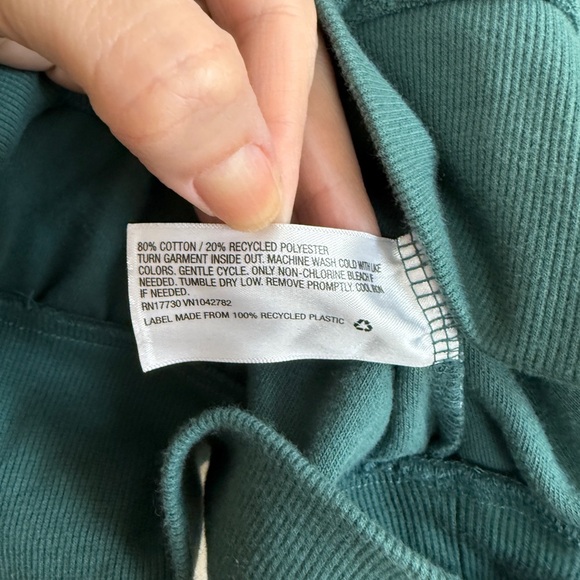 80% COTTON / 20% RECYCLED POLYESTER
TURN GARMENT INSIDE OUT. MACHINE WASH COLD WITH LIKE
COLORS. GENTLE CYCLE. ONLY NON-CHLORINE BLEACH IF
NEEDED. TUMBLE DRY LOW. REMOVE PROMPTLY. COOL IRON
IF NEEDED.
RN17730 VN1042782
LABEL MADE FROM 100% RECYCLED PLASTIC